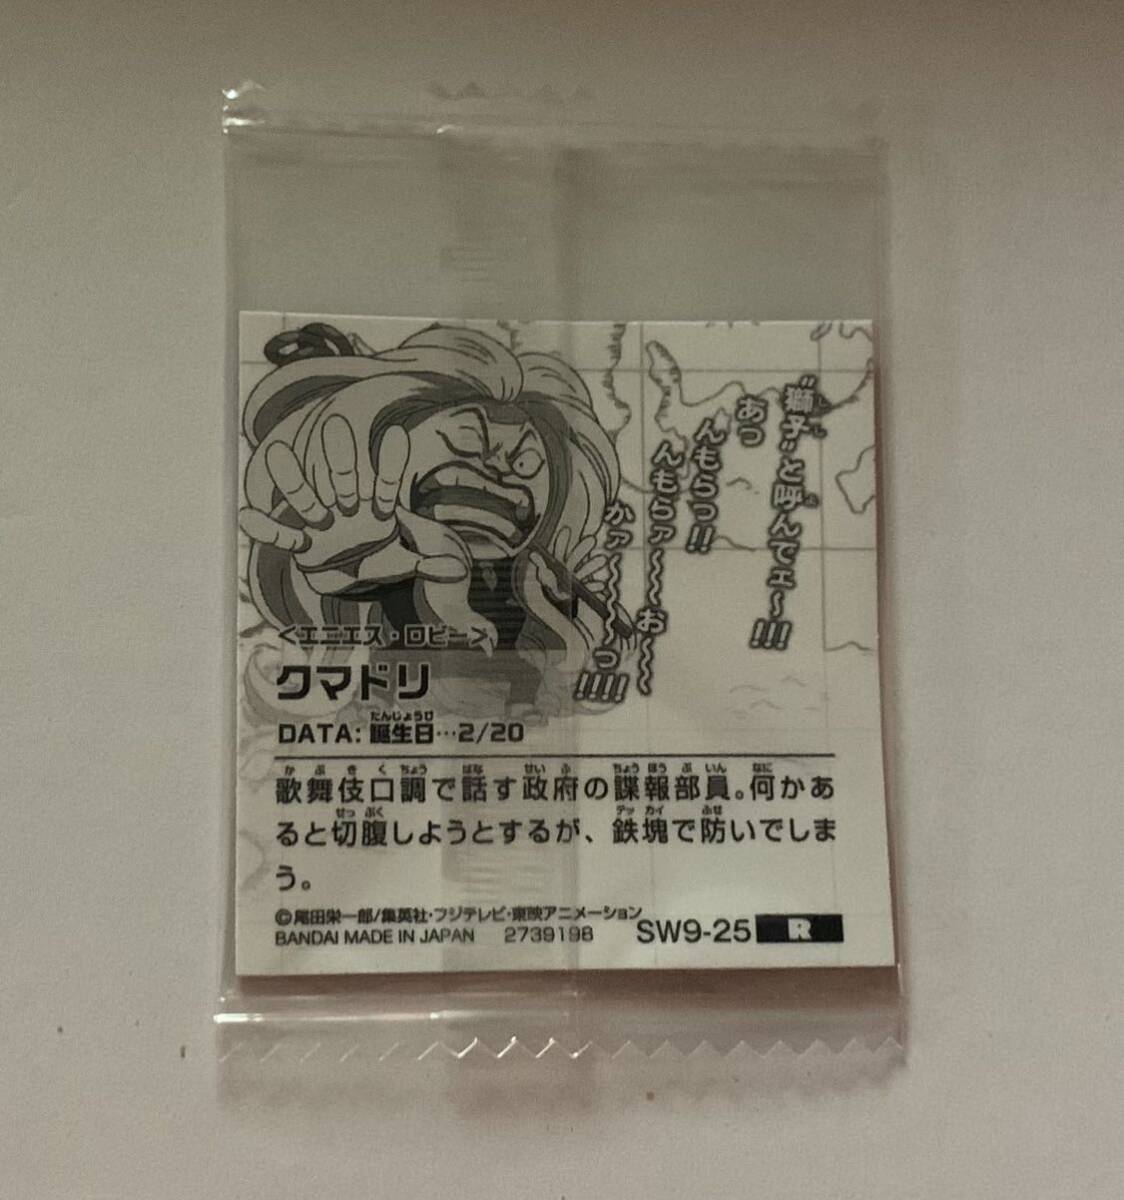 “獅子”と呼んでェ～!!!
あっ
んもらっ!!
んもらァ～～お～～～
かァ～～～～っ!!!!
<エニエス・ロビー>
クマドリ
DATA: 誕生日…2/20
歌舞伎口調で話す政府の諜報部員。何かあ
ると切腹しようとするが、鉄塊で防いでしま
う。
©尾田栄一郎/集英社・フジテレビ・東映アニメーション
BANDAI MADE IN JAPAN 2739198 SW9-25 R